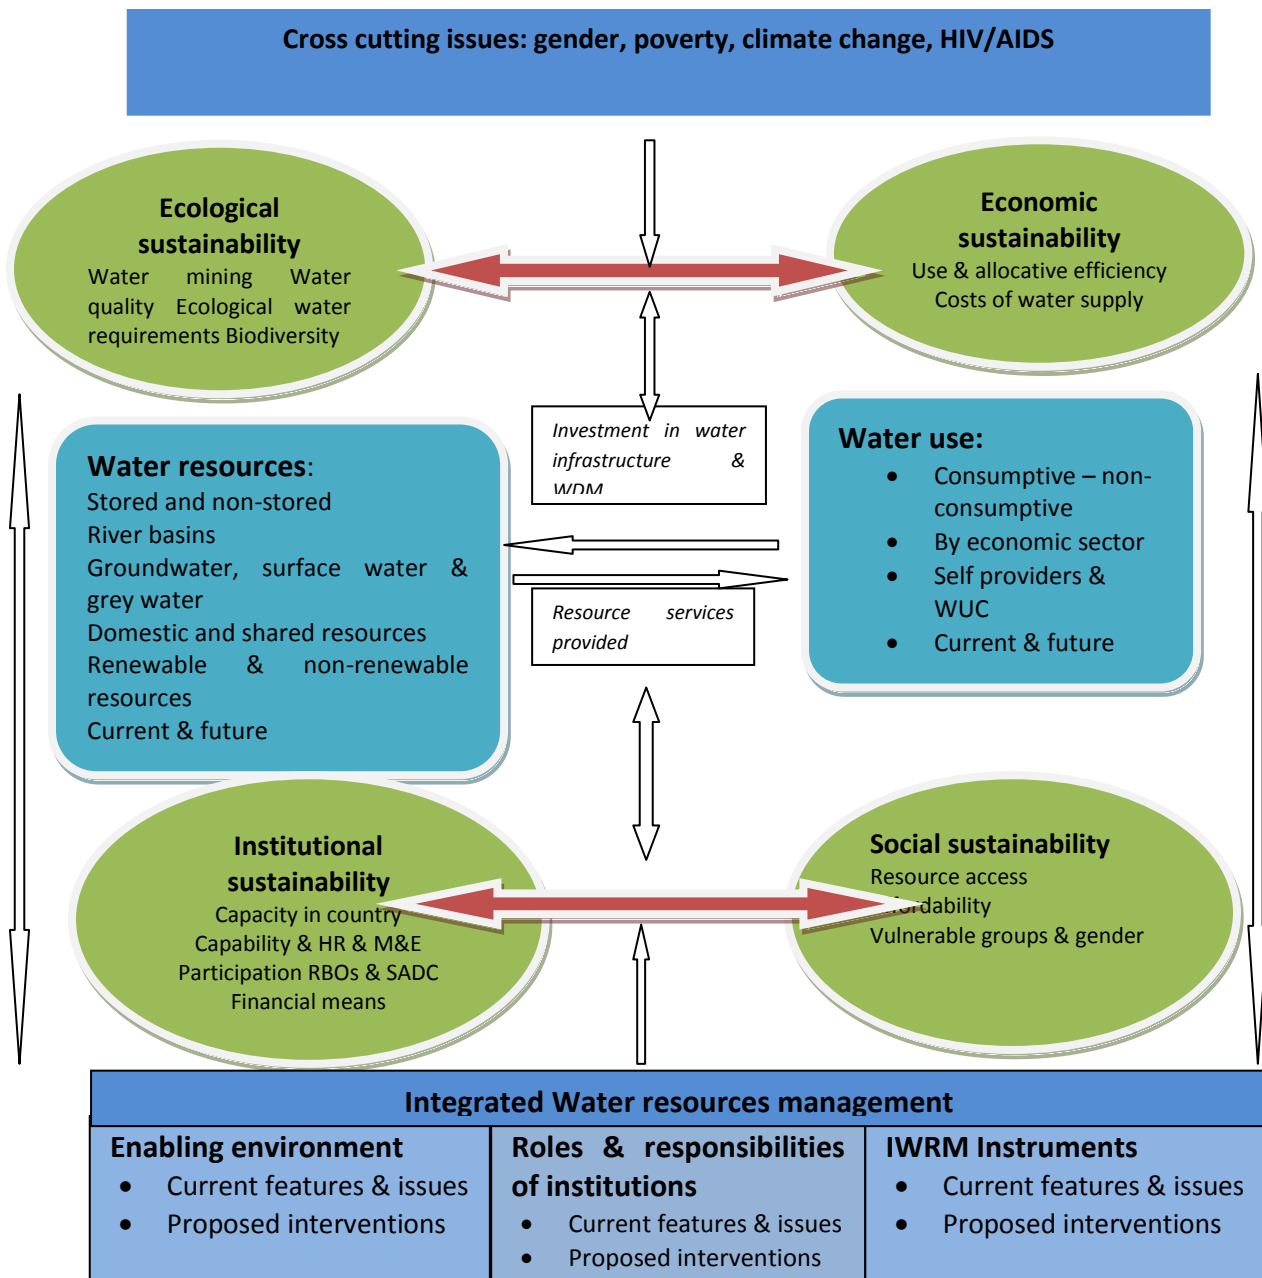 Cross cutting issues: gender, poverty, climate change, HIV/AIDS
Ecological
sustainability
Water mining Water
quality Ecological water
requirements Biodiversity
Economic
sustainability
Use & allocative efficiency
Costs of water supply
Investment in water
infrastructure &
WDM
Water resources:
Stored and non-stored
River basins
Groundwater, surface water &
grey water
Domestic and shared resources
Renewable & non-renewable
resources
Current & future
Water use:
• Consumptive – non-
consumptive
• By economic sector
• Self providers &
WUC
• Current & future
Resource services
provided
Institutional
sustainability
Capacity in country
Capability & HR & M&E
Participation RBOs & SADC
Financial means
Social sustainability
Resource access
fordability
Vulnerable groups & gender
Integrated Water resources management
Enabling environment
• Current features & issues
• Proposed interventions
Roles & responsibilities
of institutions
• Current features & issues
• Proposed interventions
IWRM Instruments
• Current features & issues
• Proposed interventions